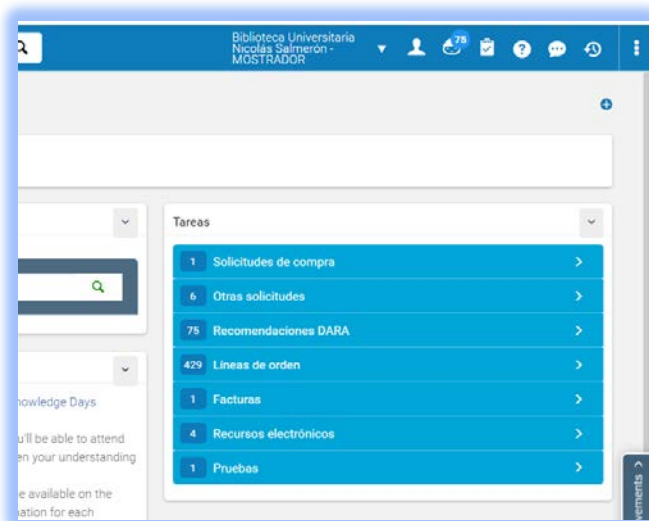 Biblioteca Universitaria
Nicolás Salmerón -
MOSTRADOR
75
Tareas
1 Solicitudes de compra
6 Otras solicitudes
75 Recomendaciones DARA
429 Líneas de orden
1 Facturas
4 Recursos electrónicos
1 Pruebas
nowledge Days
u'll be able to attend
en your understanding
e available on the
ation for each
vements